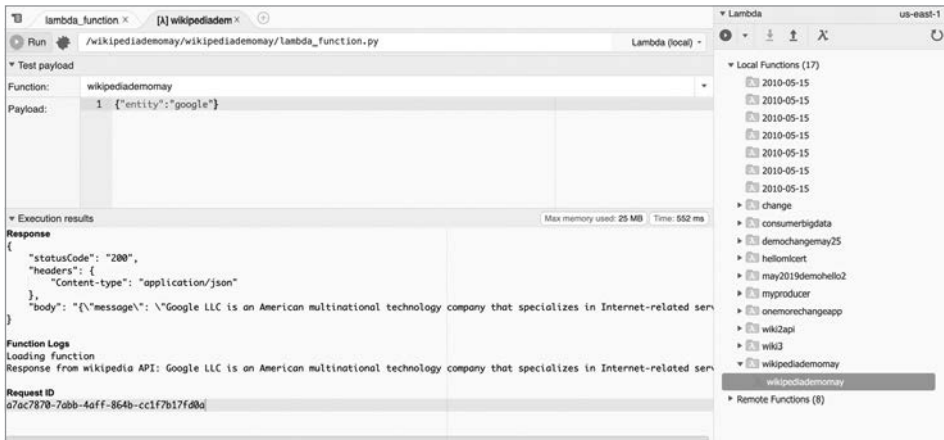 lambda_function ×
[λ] wikipediadem ×
Run
/wikipediademomay/wikipediademomay/lambda_function.py
Lambda (local)
Test payload
Function:
wikipediademomay
Payload:
1 {"entity":"google"}
Execution results
Max memory used: 25 MB
Time: 552 ms
Response
{
"statusCode": "200",
"headers": {
"Content-type": "application/json"
},
"body": "{\"message\": \"Google LLC is an American multinational technology company that specializes in Internet-related serv
}
Function Logs
Loading function
Response from wikipedia API: Google LLC is an American multinational technology company that specializes in Internet-related serv
Request ID
a7ac7870-7abb-4aff-864b-cc1f7b17fd0a
Lambda
us-east-1
Local Functions (17)
2010-05-15
2010-05-15
2010-05-15
2010-05-15
2010-05-15
2010-05-15
2010-05-15
change
consumerbigdata
demochangemay25
hellomlcert
may2019demohello2
myproducer
onemorechangeapp
wiki2api
wiki3
wikipediademomay
wikipediademomay
Remote Functions (8)